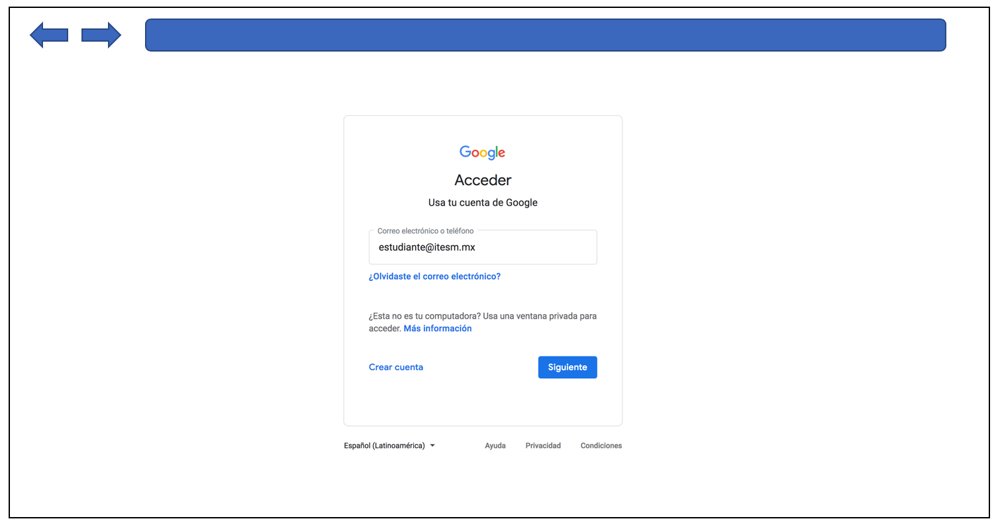 Google
Acceder
Usa tu cuenta de Google
Correo electrónico o teléfono
estudiante@itesm.mx
¿Olvidaste el correo electrónico?
¿Esta no es tu computadora? Usa una ventana privada para
acceder. Más información
Crear cuenta
Siguiente
Español (Latinoamérica)
Ayuda
Privacidad
Condiciones